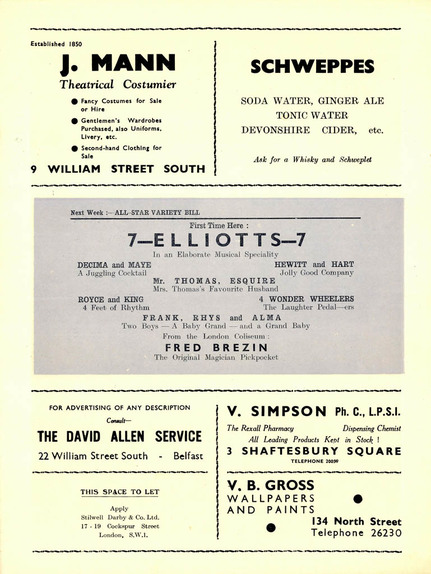 Established 1850
J. MANN
Theatrical Costumier
Fancy Costumes for Sale
or Hire
Gentlemen's Wardrobes
Purchased, also Uniforms,
Livery, etc.
Second-hand Clothing for
Sale
9 WILLIAM STREET SOUTH
SCHWEPPES
SODA WATER, GINGER ALE
TONIC WATER
DEVONSHIRE CIDER, etc.
Ask for a Whisky and Schweplet
Next Week :— ALL-STAR VARIETY BILL
First Time Here :
7—ELLIOTTS—7
In an Elaborate Musical Speciality
DECIMA and MAYE HEWITT and HART
A Juggling Cocktail Jolly Good Company
Mr. THOMAS, ESQUIRE
Mrs. Thomas's Favourite Husband
ROYCE and KING 4 WONDER WHEELERS
4 Feet of Rhythm The Laughter Pedal—ers
FRANK, RHYS and ALMA
Two Boys — A Baby Grand — and a Grand Baby
From the London Coliseum :
FRED BREZIN
The Original Magician Pickpocket
FOR ADVERTISING OF ANY DESCRIPTION
Consult—
THE DAVID ALLEN SERVICE
22 William Street South - Belfast
V. SIMPSON Ph. C., L.P.S.I.
The Rexall Pharmacy Dispensing Chemist
All Leading Products Kept in Stock !
3 SHAFTESBURY SQUARE
TELEPHONE
THIS SPACE TO LET
Apply
Stilwell Darby & Co. Ltd.
17 - 19 Cockspur Street
London, S.W.1.
V. B. GROSS
WALLPAPERS
AND PAINTS
134 North Street
Telephone 26230